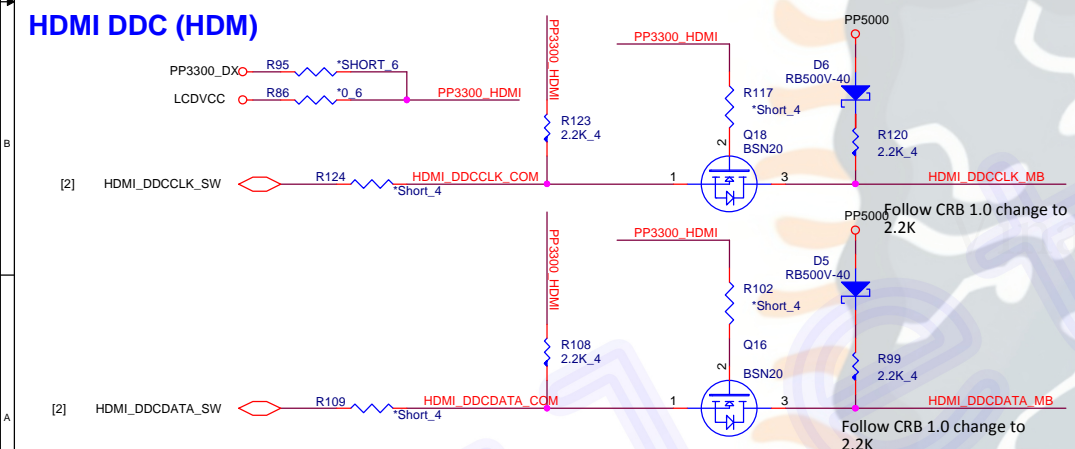 HDMI DDC (HDM)
PP3300_DX
R95
*SHORT_6
LCDVCC
R86
*0_6
PP3300_HDMI
PP3300_HDMI
R123
2.2K_4
PP3300_HDMI
R117
*Short_4
2
Q18
BSN20
PP5000
D6
RB500V-40
R120
2.2K_4
B
[2]
HDMI_DDCCLK_SW
R124
*Short_4
HDMI_DDCCLK_COM
1
3
HDMI_DDCCLK_MB
Follow CRB 1.0 change to
2.2K
PP3300_HDMI
R108
2.2K_4
PP3300_HDMI
R102
*Short_4
2
Q16
BSN20
PP5000
D5
RB500V-40
R99
2.2K_4
A
[2]
HDMI_DDCDATA_SW
R109
*Short_4
HDMI_DDCDATA_COM
1
3
HDMI_DDCDATA_MB
Follow CRB 1.0 change to
2.2K